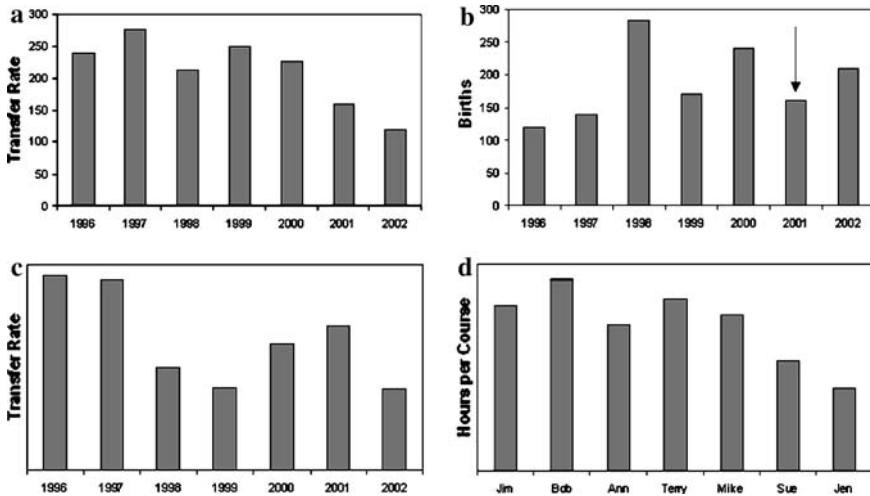 a
Transfer Rate
300
250
200
150
100
50
0
1996 1997 1998 1999 2000 2001 2002
b
Births
300
250
200
150
100
50
0
1996 1997 1998 1999 2000 2001 2002
c
Transfer Rate
1996 1997 1998 1999 2000 2001 2002
d
Hours per Course
Jim Bob Ann Terry Mike Sue Jen